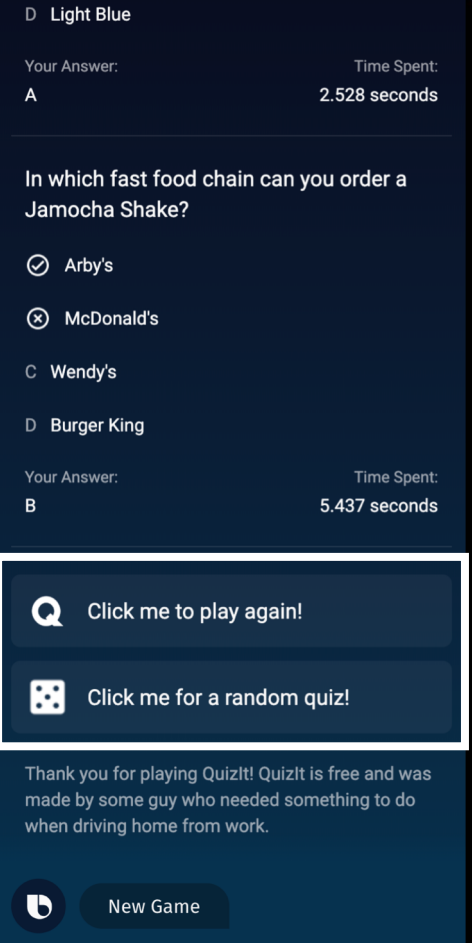 D Light Blue
Your Answer: Time Spent:
A 2.528 seconds
In which fast food chain can you order a
Jamocha Shake?
Arby's
McDonald's
C Wendy's
D Burger King
Your Answer: Time Spent:
B 5.437 seconds
Q Click me to play again!
Click me for a random quiz!
Thank you for playing QuizIt! QuizIt is free and was
made by some guy who needed something to do
when driving home from work.
New Game